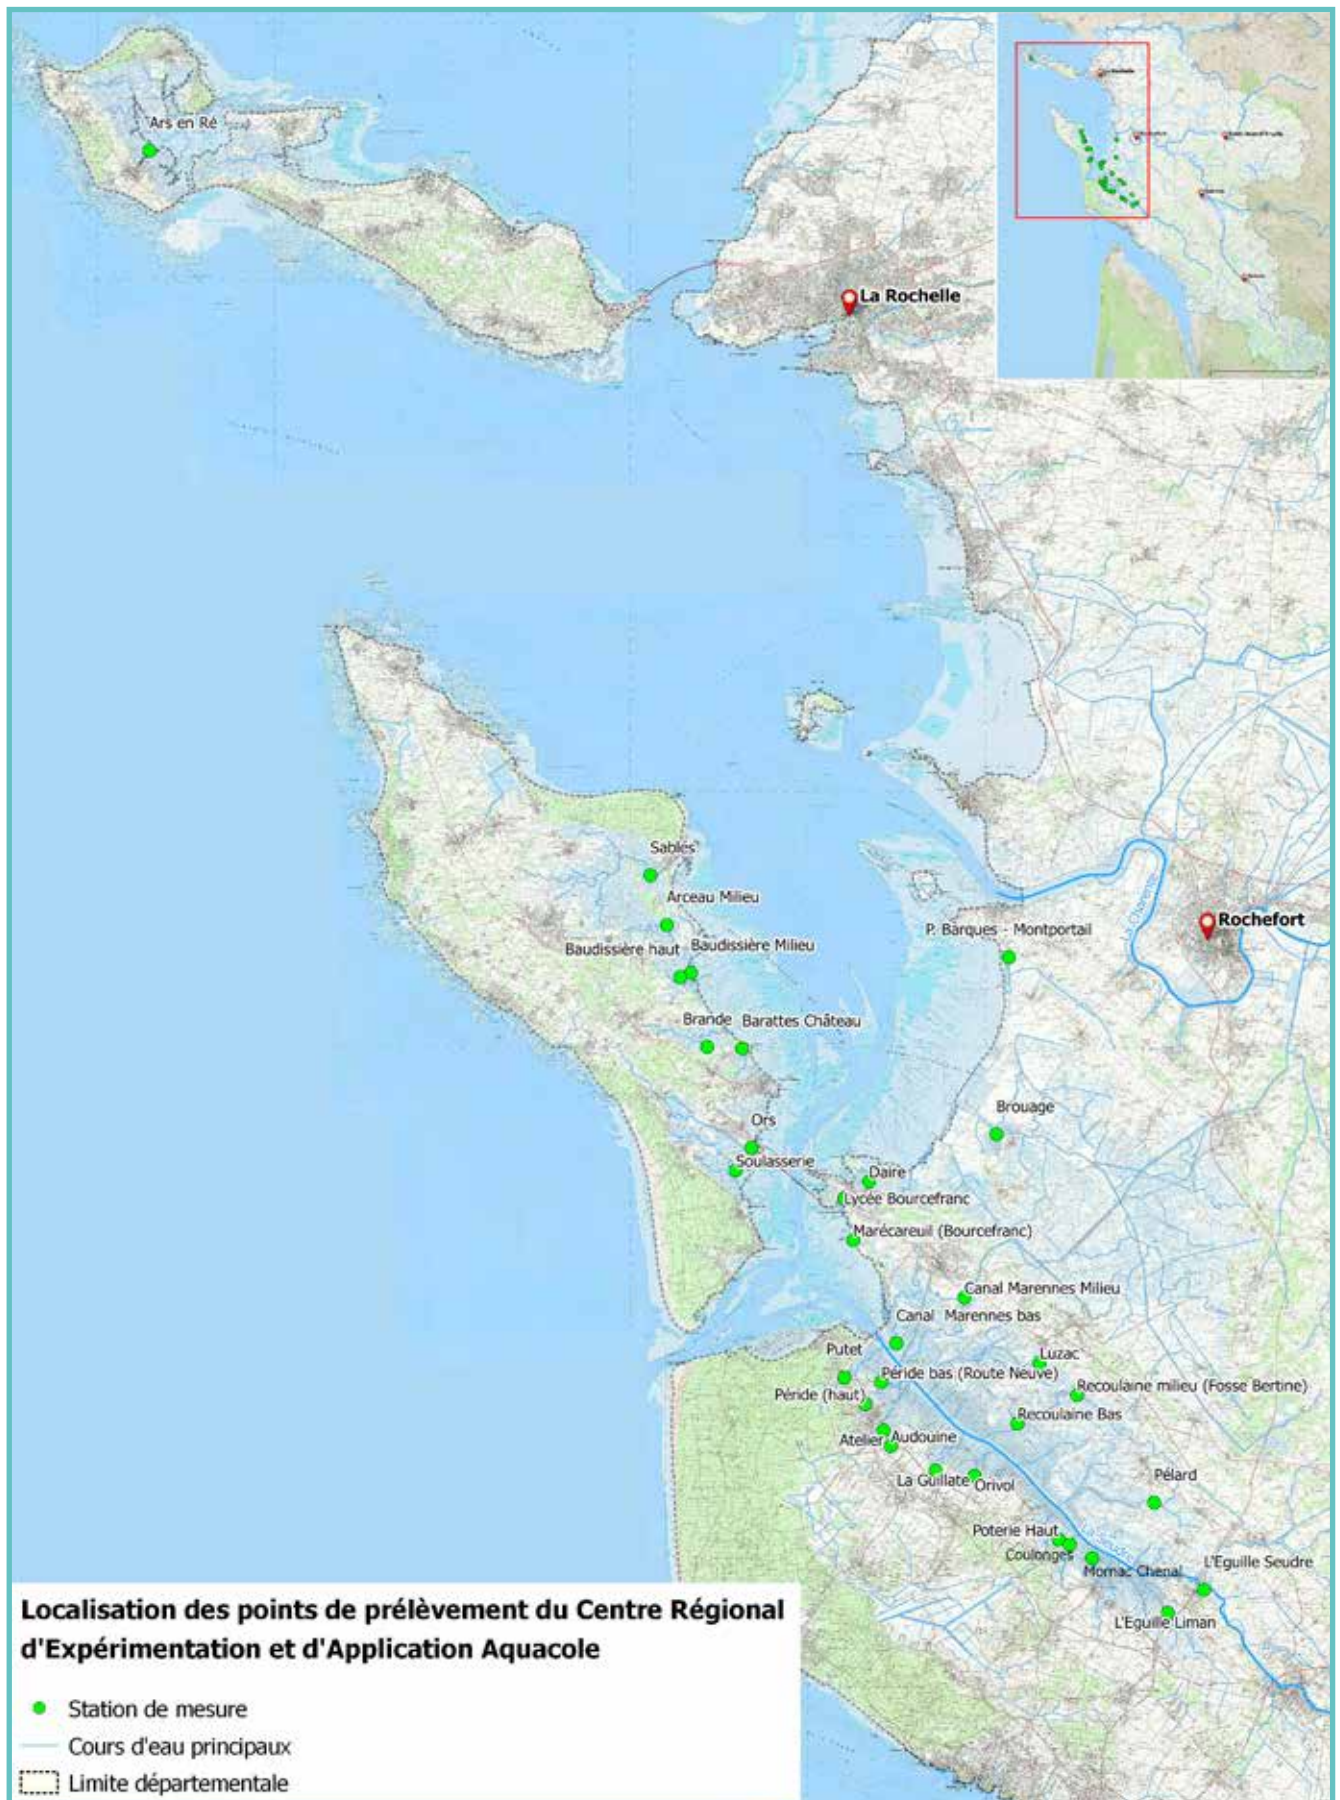 Ars en Ré
La Rochelle
Sables
Arceau Milieu
Baudissière haut
Baudissière Milieu
P. Barques - Montportail
La Charente
Rochefort
Brande
Barattes Château
Brouage
Ors
Soulasserie
Daire
Lycée Bourcefranc
Marécareuil (Bourcefranc)
Canal Marennes Milieu
Canal Marennes bas
Putet
Luzac
Péride bas (Route Neuve)
Péride (haut)
Recoulaine milieu (Fosse Bertine)
Recoulaine Bas
Atelier
Audouine
La Guillate
Orivol
Pélard
Poterie Haut
Coulonges
Mornac Chenal
L'Eguille Seudre
L'Eguille Liman
Localisation des points de prélèvement du Centre Régional
d'Expérimentation et d'Application Aquacole
Station de mesure
Cours d'eau principaux
Limite départementale